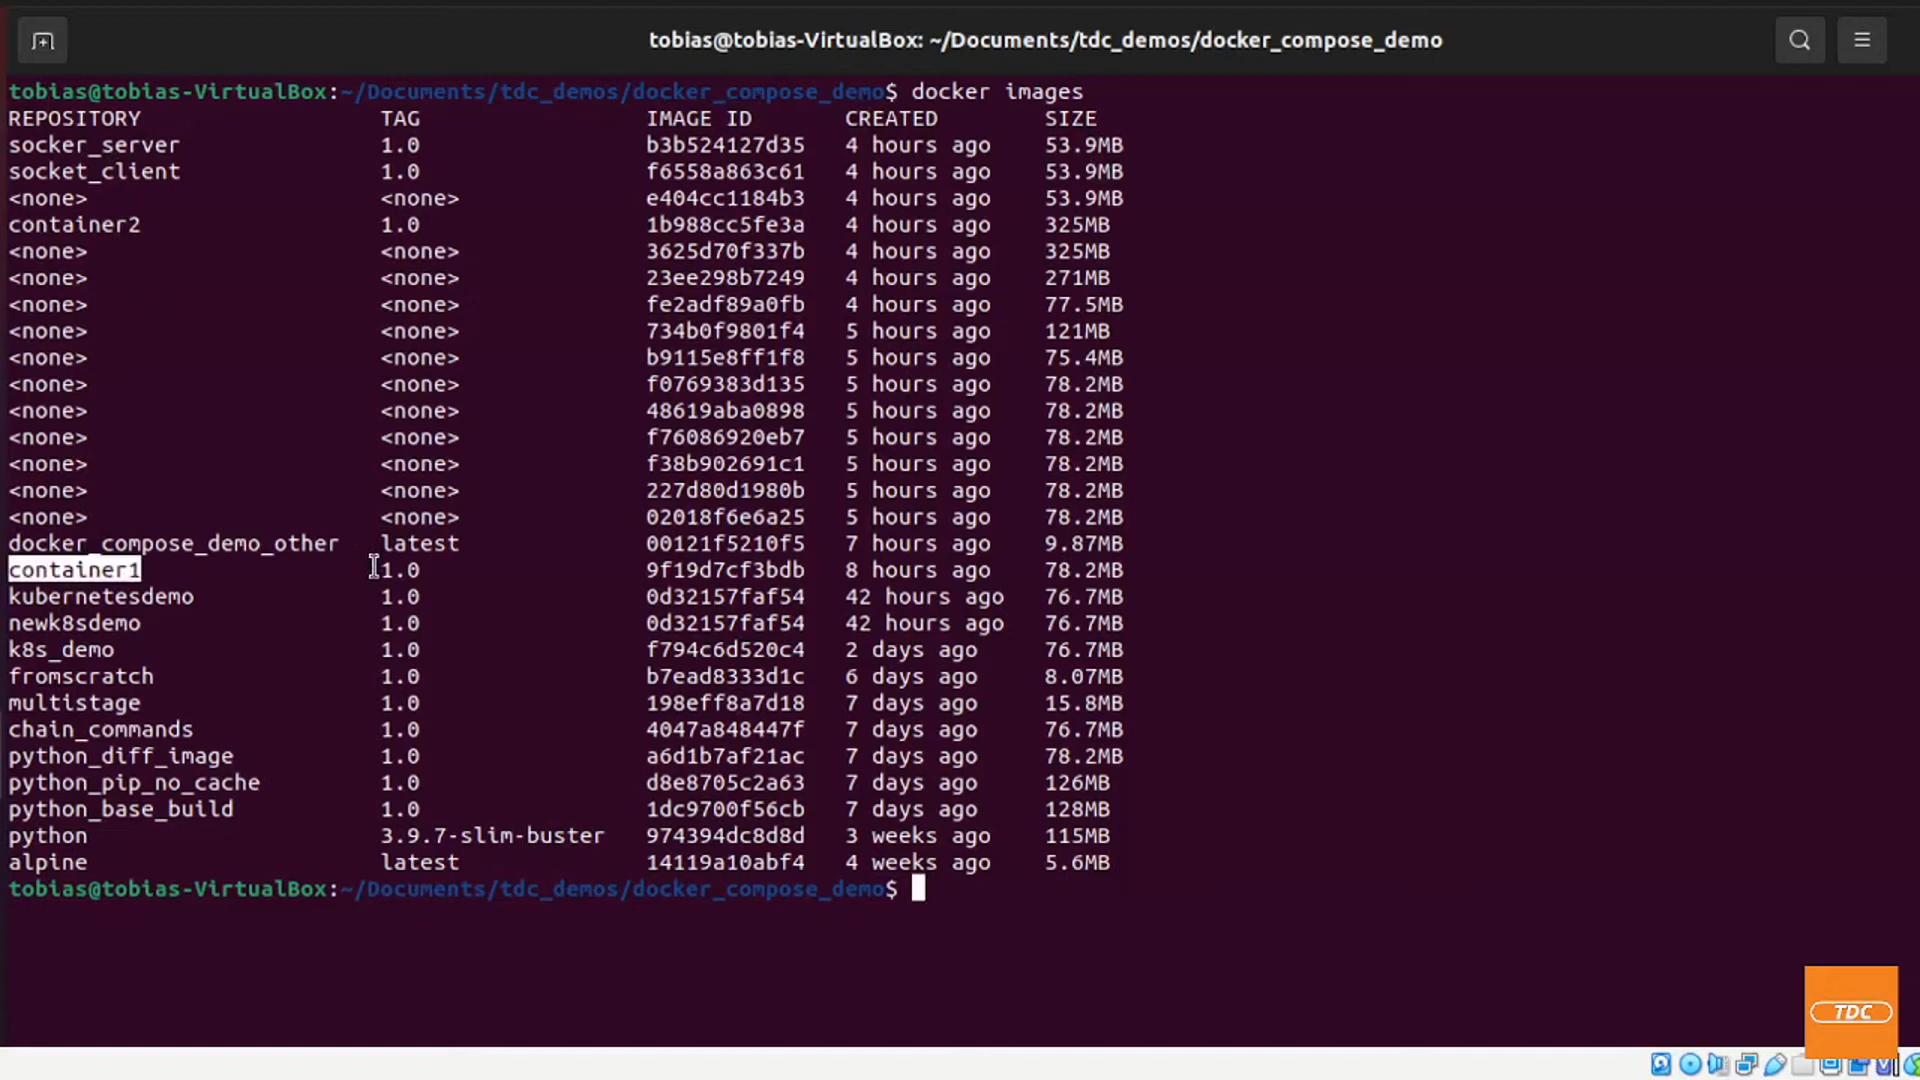 tobias@tobias-VirtualBox: ~/Documents/tdc_demos/docker_compose_demo
tobias@tobias-VirtualBox:~/Documents/tdc_demos/docker_compose_demo$ docker images
REPOSITORY TAG IMAGE ID CREATED SIZE
socker_server 1.0 b3b524127d35 4 hours ago 53.9MB
socket_client 1.0 f6558a863c61 4 hours ago 53.9MB
<none> <none> e404cc1184b3 4 hours ago 53.9MB
container2 1.0 1b988cc5fe3a 4 hours ago 325MB
<none> <none> 3625d70f337b 4 hours ago 325MB
<none> <none> 23ee298b7249 4 hours ago 271MB
<none> <none> fe2adf89a0fb 4 hours ago 77.5MB
<none> <none> 734b0f9801f4 5 hours ago 121MB
<none> <none> b9115e8ff1f8 5 hours ago 75.4MB
<none> <none> f0769383d135 5 hours ago 78.2MB
<none> <none> 48619aba0898 5 hours ago 78.2MB
<none> <none> f76086920eb7 5 hours ago 78.2MB
<none> <none> f38b902691c1 5 hours ago 78.2MB
<none> <none> 227d80d1980b 5 hours ago 78.2MB
<none> <none> 02018f6e6a25 5 hours ago 78.2MB
docker_compose_demo_other latest 00121f5210f5 7 hours ago 9.87MB
container1 1.0 9f19d7cf3bdb 8 hours ago 78.2MB
kubernetesdemo 1.0 0d32157faf54 42 hours ago 76.7MB
newk8sdemo 1.0 0d32157faf54 42 hours ago 76.7MB
k8s_demo 1.0 f794c6d520c4 2 days ago 76.7MB
fromscratch 1.0 b7ead8333d1c 6 days ago 8.07MB
multistage 1.0 198eff8a7d18 7 days ago 15.8MB
chain_commands 1.0 4047a848447f 7 days ago 76.7MB
python_diff_image 1.0 a6d1b7af21ac 7 days ago 78.2MB
python_pip_no_cache 1.0 d8e8705c2a63 7 days ago 126MB
python_base_build 1.0 1dc9700f56cb 7 days ago 128MB
python 3.9.7-slim-buster 974394dc8d8d 3 weeks ago 115MB
alpine latest 14119a10abf4 4 weeks ago 5.6MB
tobias@tobias-VirtualBox:~/Documents/tdc_demos/docker_compose_demo$
TDC